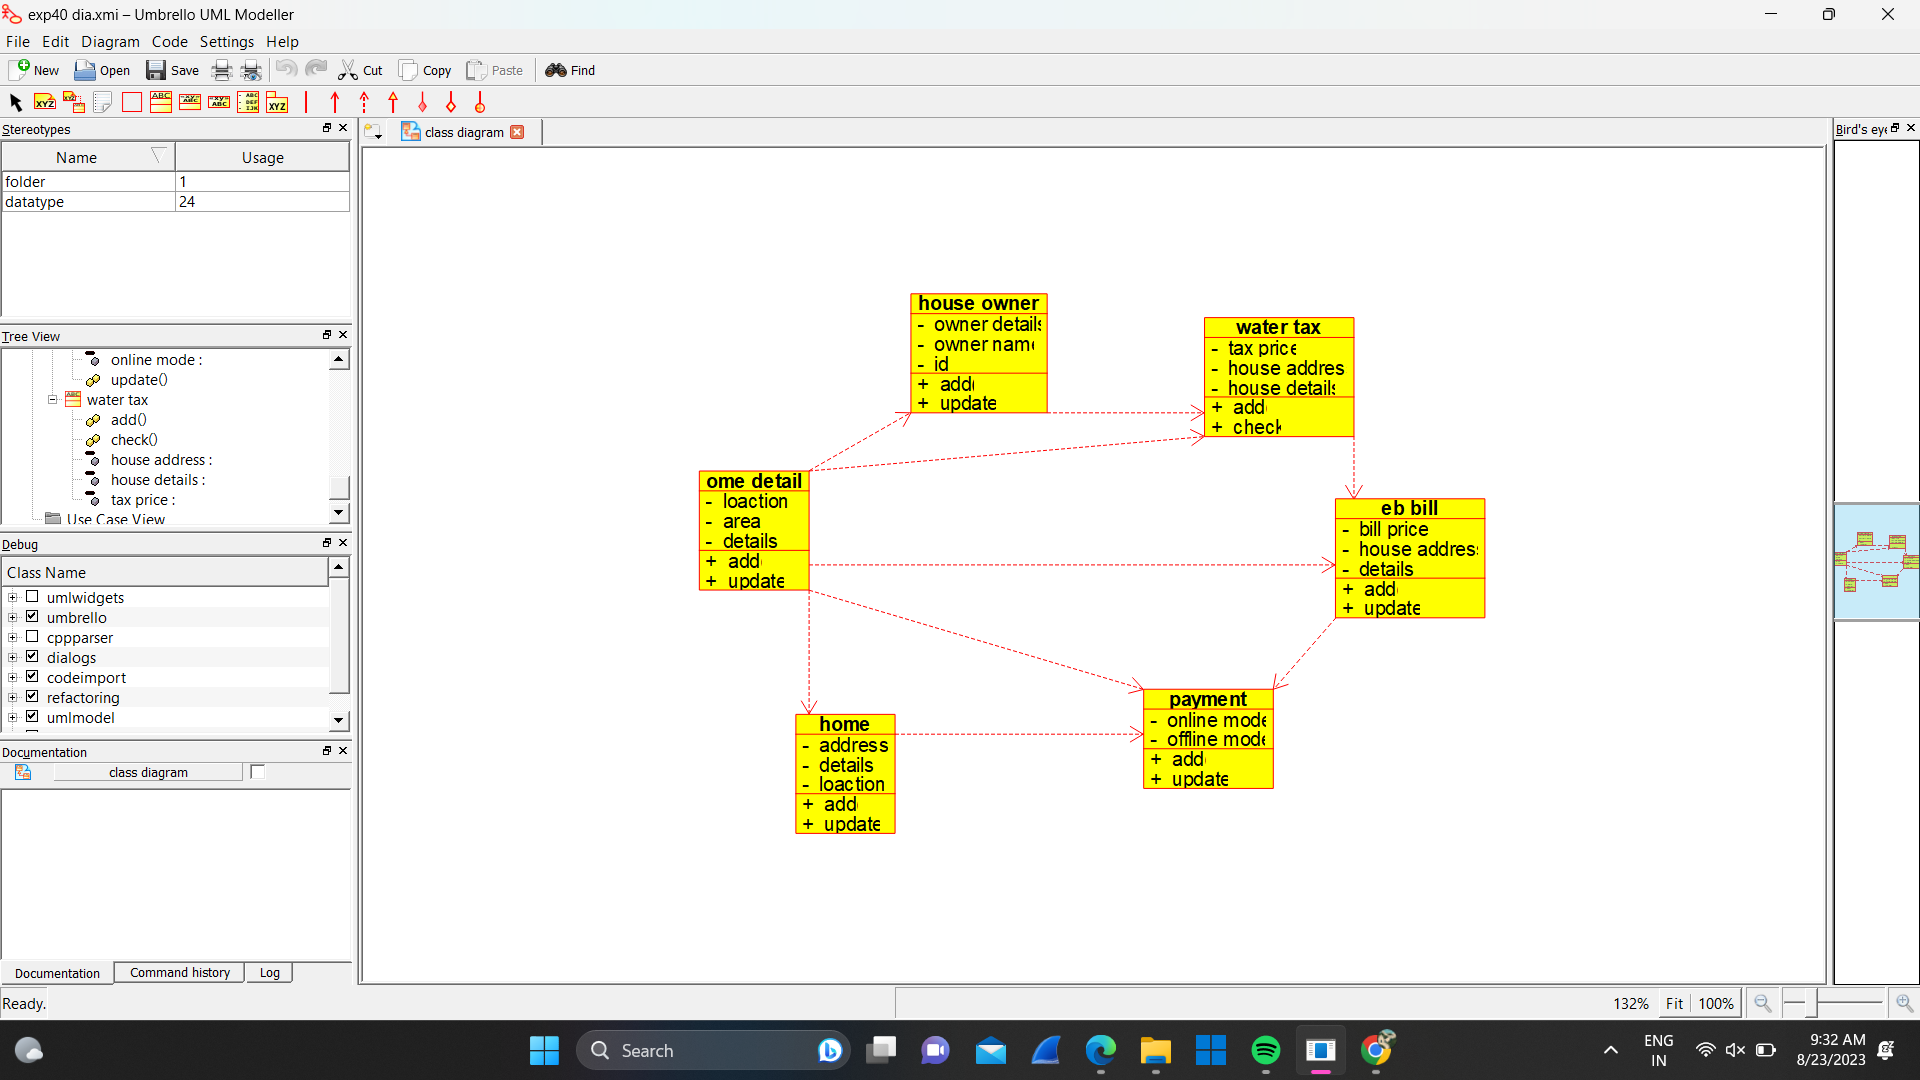 exp40 dia.xmi – Umbrello UML Modeller
File Edit Diagram Code Settings Help
New Open Save Cut Copy Paste Find
Stereotypes
Name Usage
folder 1
datatype 24
Tree View
online mode :
update()
water tax
add()
check()
house address :
house details :
tax price :
Use Case View
Debug
Class Name
umlwidgets
umbrello
cppparser
dialogs
codeimport
refactoring
umlmodel
Documentation
class diagram
Documentation Command history Log
Ready.
class diagram
house owner
- owner details
- owner name
- id
+ add(
+ update
water tax
- tax price
- house addres
- house details
+ add
+ check
ome detail
- loaction
- area
- details
+ add
+ update
eb bill
- bill price
- house address
- details
+ add
+ update
home
- address
- details
- loaction
+ add
+ update
payment
- online mode
- offline mode
+ add
+ update
Bird's eye
132% Fit 100%
Search
ENG
IN
9:32 AM
8/23/2023